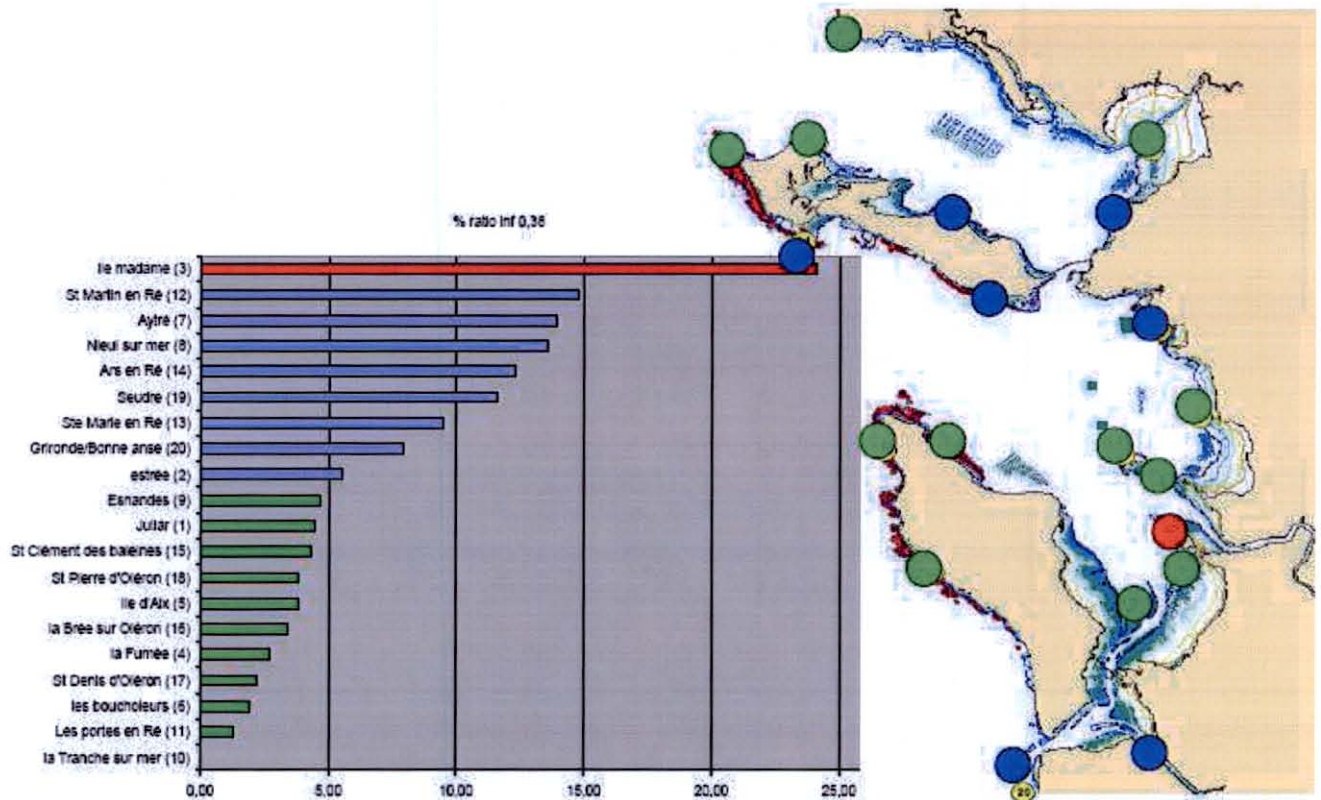 % ratio inf 0,36
Ile madame (3)
St Martin en Ré (12)
Aytré (7)
Nieul sur mer (8)
Ars en Ré (14)
Seudre (19)
Ste Marie en Ré (13)
Grironde/Bonne anse (20)
estrée (2)
Esnandes (9)
Juliar (1)
St Clément des baleines (15)
St Pierre d'Oléron (18)
Ile d'Aix (5)
la Brée sur Oléron (16)
la Fumée (4)
St Denis d'Oléron (17)
les boucholeurs (6)
Les portes en Ré (11)
la Tranche sur mer (10)
0,00 5,00 10,00 15,00 20,00 25,00
20